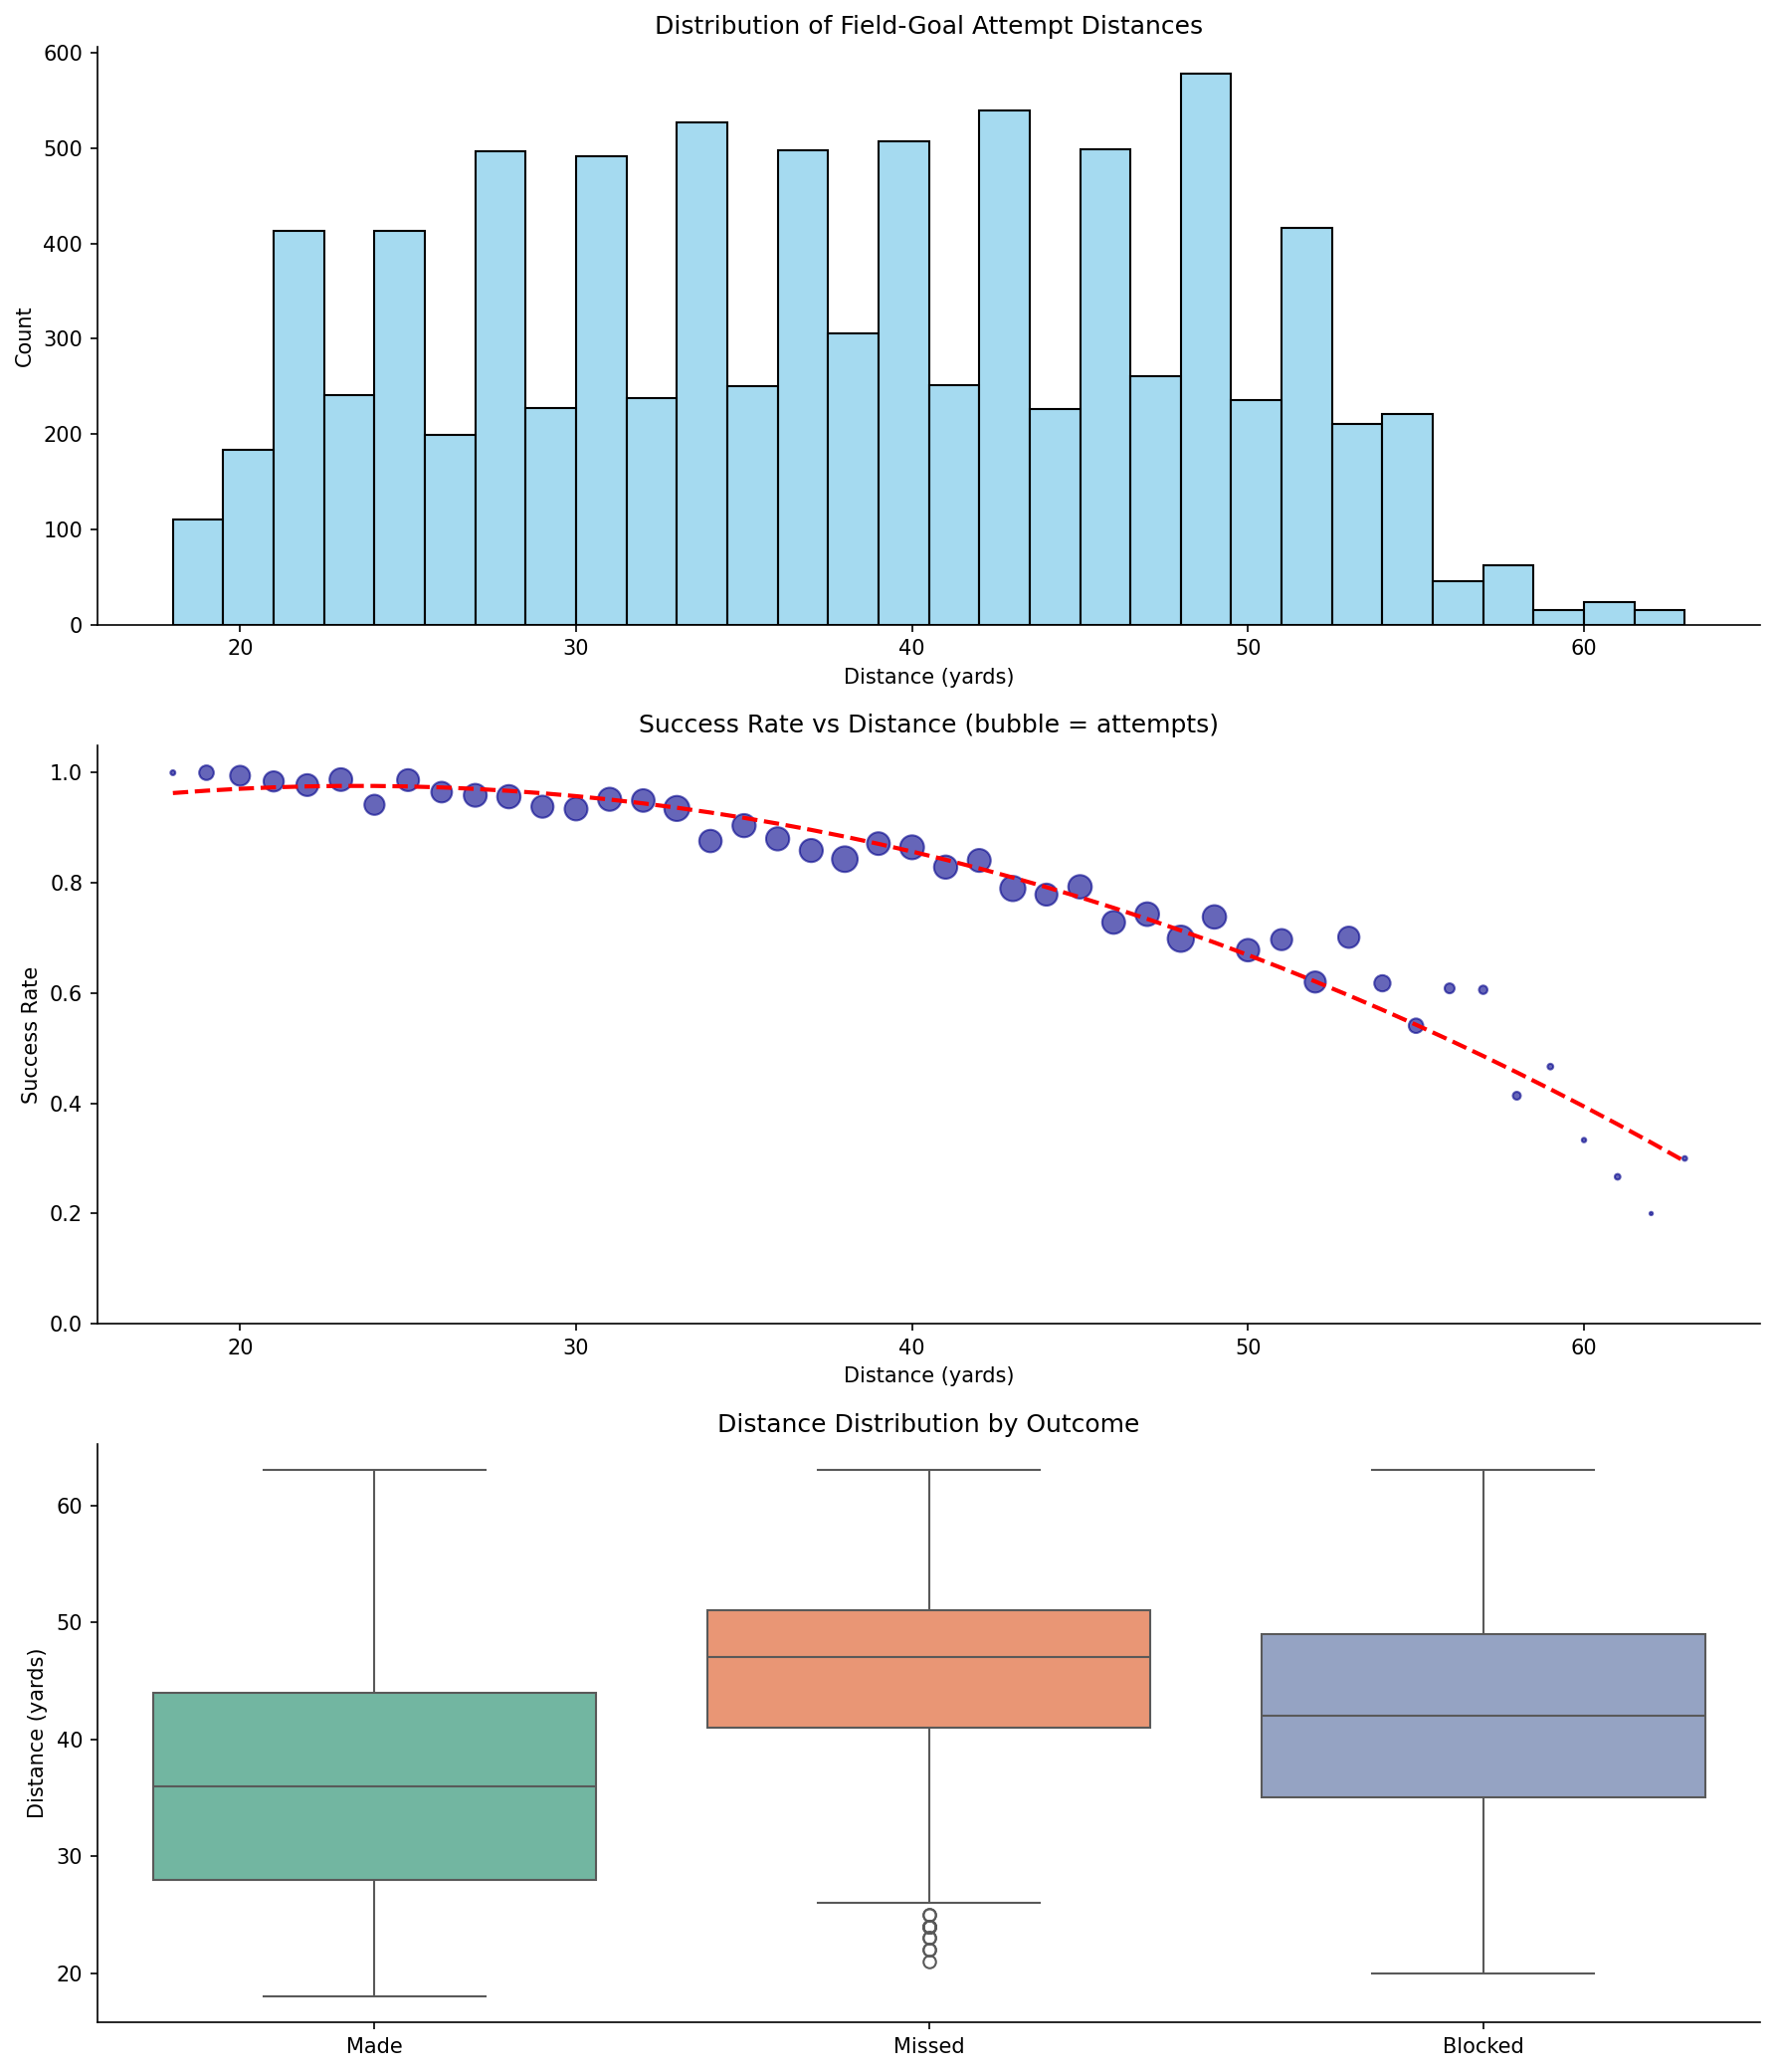 Distribution of Field-Goal Attempt Distances
600
500
400
300
200
100
0
Count
20 30 40 50 60
Distance (yards)
Success Rate vs Distance (bubble = attempts)
1.0
0.8
0.6
0.4
0.2
0.0
Success Rate
20 30 40 50 60
Distance (yards)
Distance Distribution by Outcome
60
50
40
30
20
Distance (yards)
Made Missed Blocked